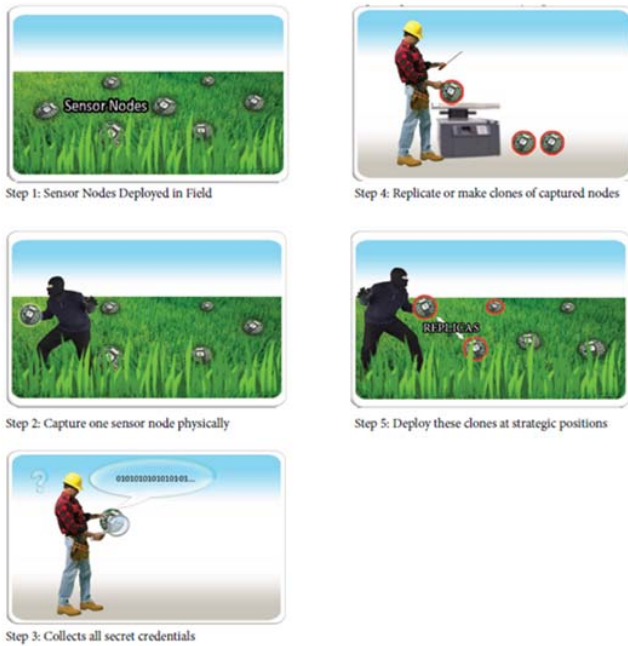 Sensor Nodes
Step 1: Sensor Nodes Deployed in Field
Step 2: Capture one sensor node physically
0101010101010101...
Step 3: Collects all secret credentials
Step 4: Replicate or make clones of captured nodes
REPLICAS
Step 5: Deploy these clones at strategic positions